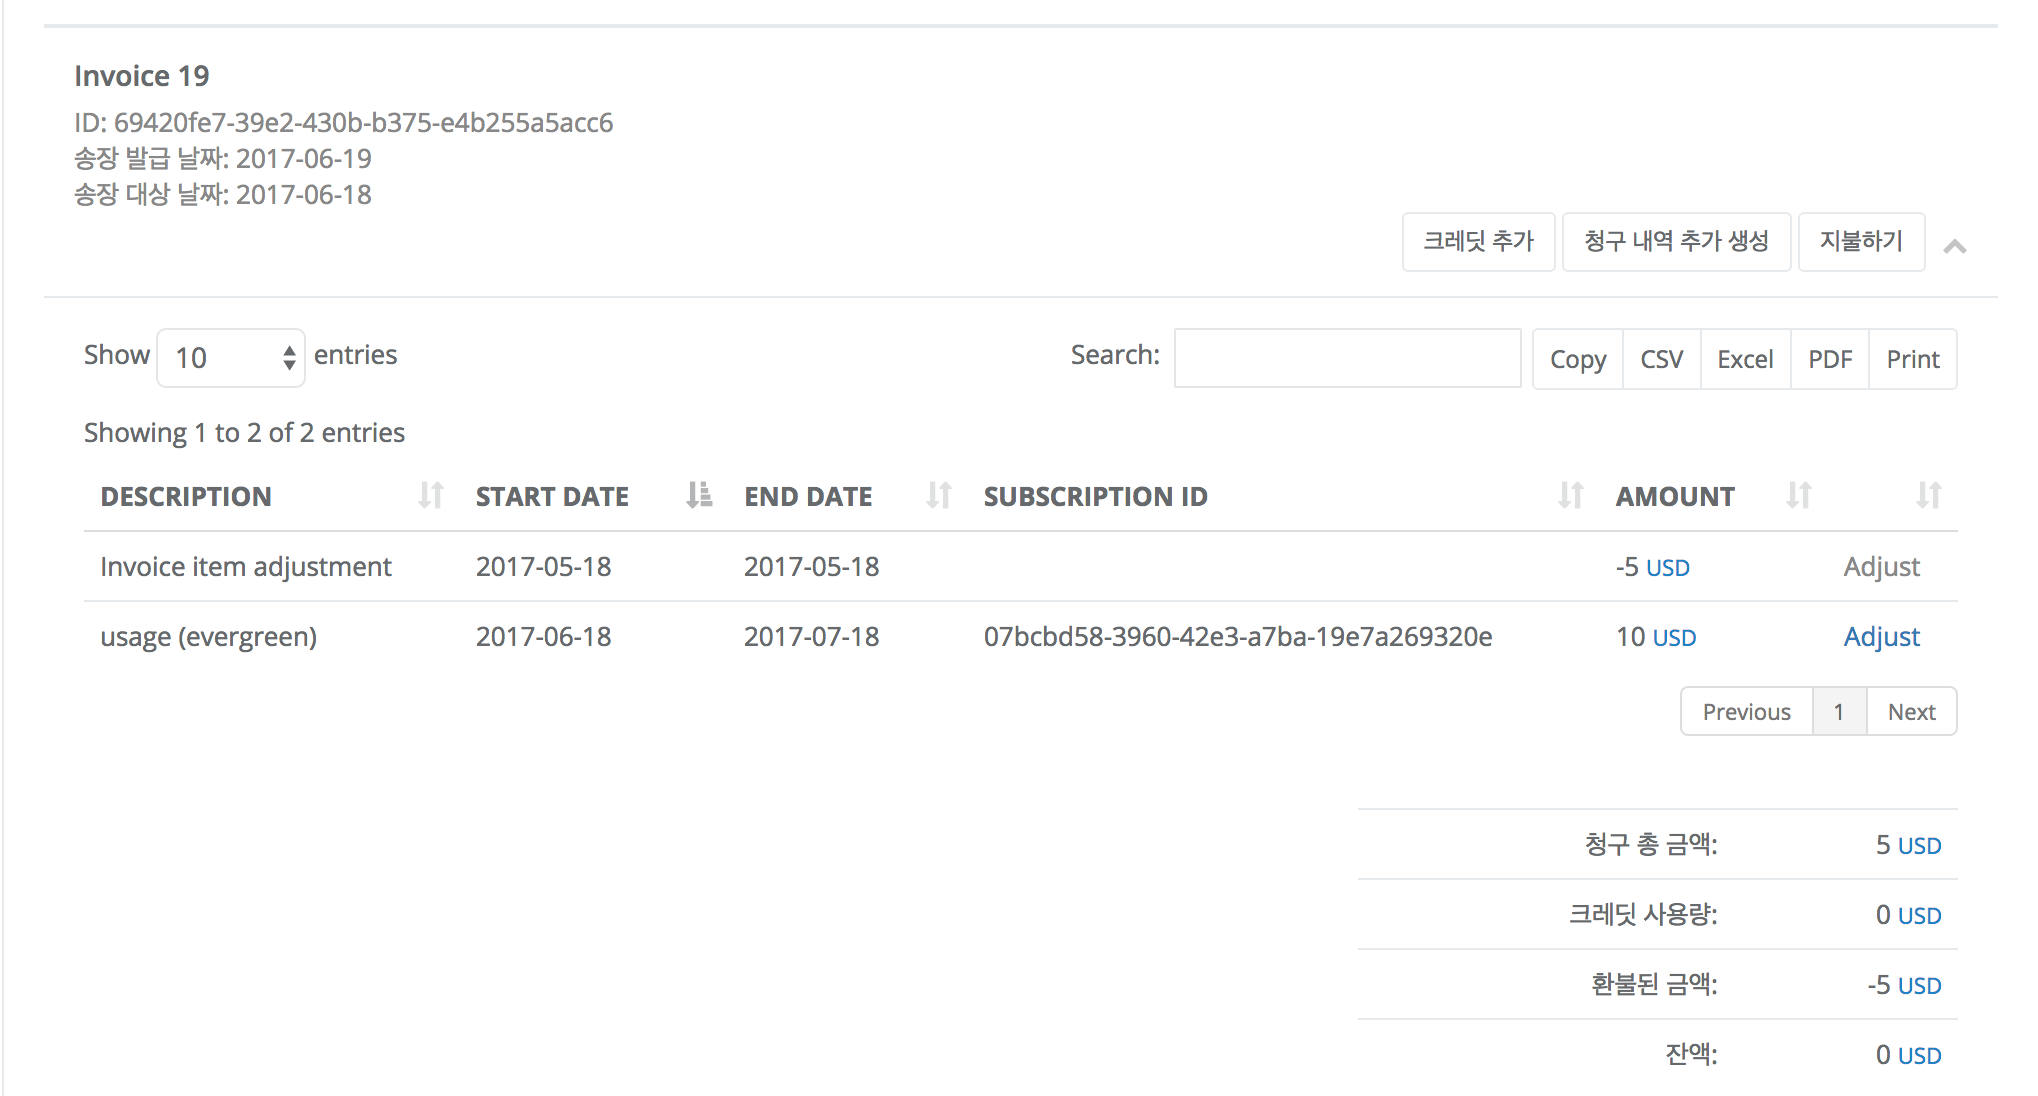 Invoice 19
ID: 69420fe7-39e2-430b-b375-e4b255a5acc6
송장 발급 날짜: 2017-06-19
송장 대상 날짜: 2017-06-18
크레딧 추가 청구 내역 추가 생성 지불하기
Show 10 entries Search: Copy CSV Excel PDF Print
Showing 1 to 2 of 2 entries
DESCRIPTION START DATE END DATE SUBSCRIPTION ID AMOUNT
Invoice item adjustment 2017-05-18 2017-05-18 -5 USD Adjust
usage (evergreen) 2017-06-18 2017-07-18 07bcbd58-3960-42e3-a7ba-19e7a269320e 10 USD Adjust
Previous 1 Next
청구 총 금액: 5 USD
크레딧 사용량: 0 USD
환불된 금액: -5 USD
잔액: 0 USD